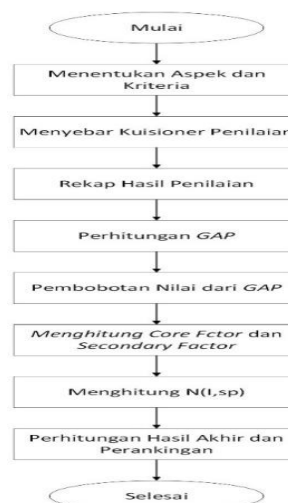 Mulai
Menentukan Aspek dan
Kriteria
Menyebar Kuisioner Penilaian
Rekap Hasil Penilaian
Perhitungan GAP
Pembobotan Nilai dari GAP
Menghitung Core Fctor dan
Secondary Factor
Menghitung N(I,sp)
Perhitungan Hasil Akhir dan
Perankingan
Selesai